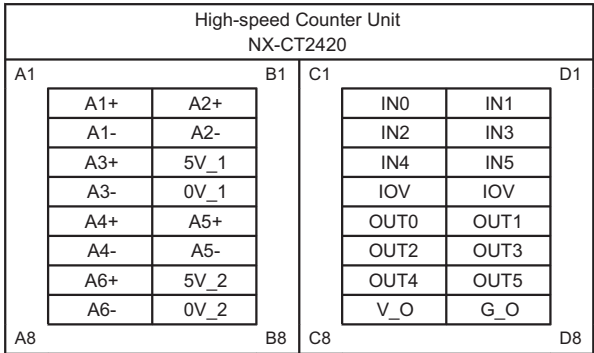 High-speed Counter Unit
NX-CT2420
A1 B1 C1 D1
A1+ A2+ IN0 IN1
A1- A2- IN2 IN3
A3+ 5V_1 IN4 IN5
A3- 0V_1 IOV IOV
A4+ A5+ OUT0 OUT1
A4- A5- OUT2 OUT3
A6+ 5V_2 OUT4 OUT5
A6- 0V_2 V_O G_O
A8 B8 C8 D8